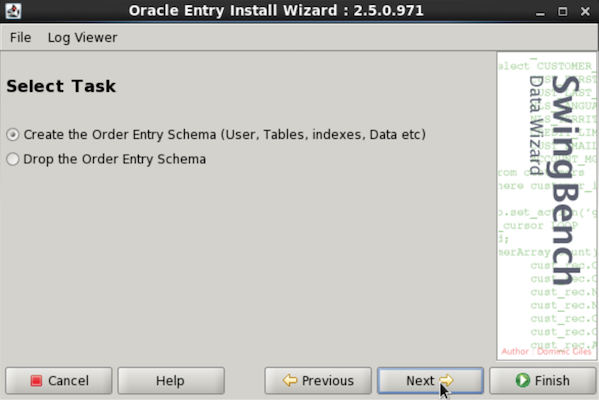 Oracle Entry Install Wizard : 2.5.0.971
File Log Viewer
Select Task
Create the Order Entry Schema (User, Tables, indexes, Data etc)
Drop the Order Entry Schema
SwingBench
Data Wizard
Author : Dominic Giles
Cancel Help Previous Next Finish